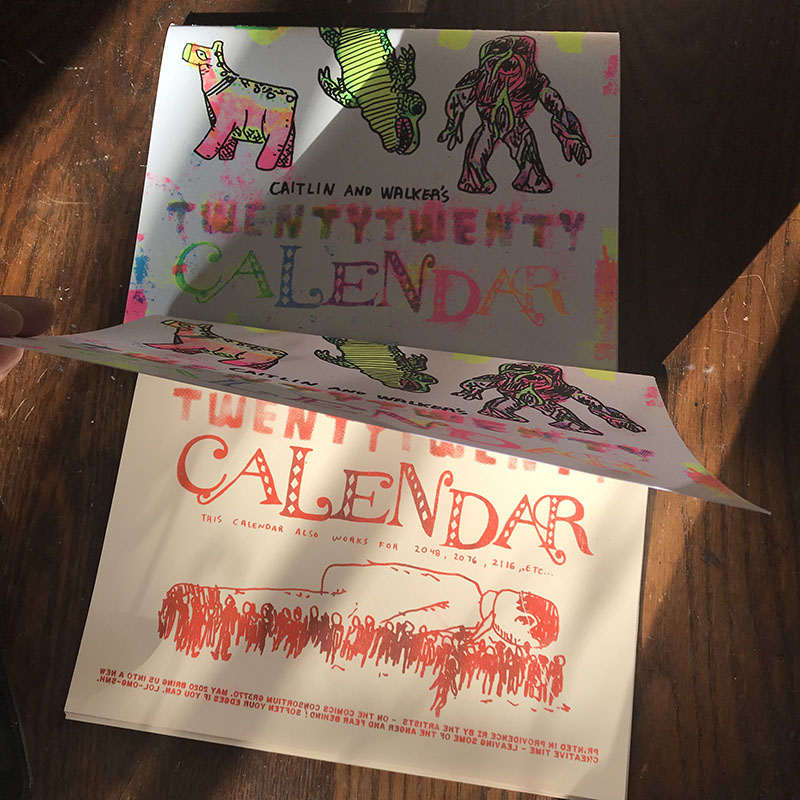 CAITLIN AND WALKER'S
TWENTYTWENTY
CALENDAR
CAITLIN AND WALKER'S
TWENTYTWENTY
CALENDAR
THIS CALENDAR ALSO WORKS FOR 2048, 2076, 2116, ETC...
PRINTED IN PROVIDENCE RI BY THE ARTISTS - ON THE COMICS CONSORTIUM GR3770. MAY 2020 BRING US INTO A NEW
CREATIVE TIME - LEAVING SOME OF THE ANGER AND FEAR BEHIND / SOFTEN YOUR EDGES IF YOU CAN. LOL-OMG-SMH.